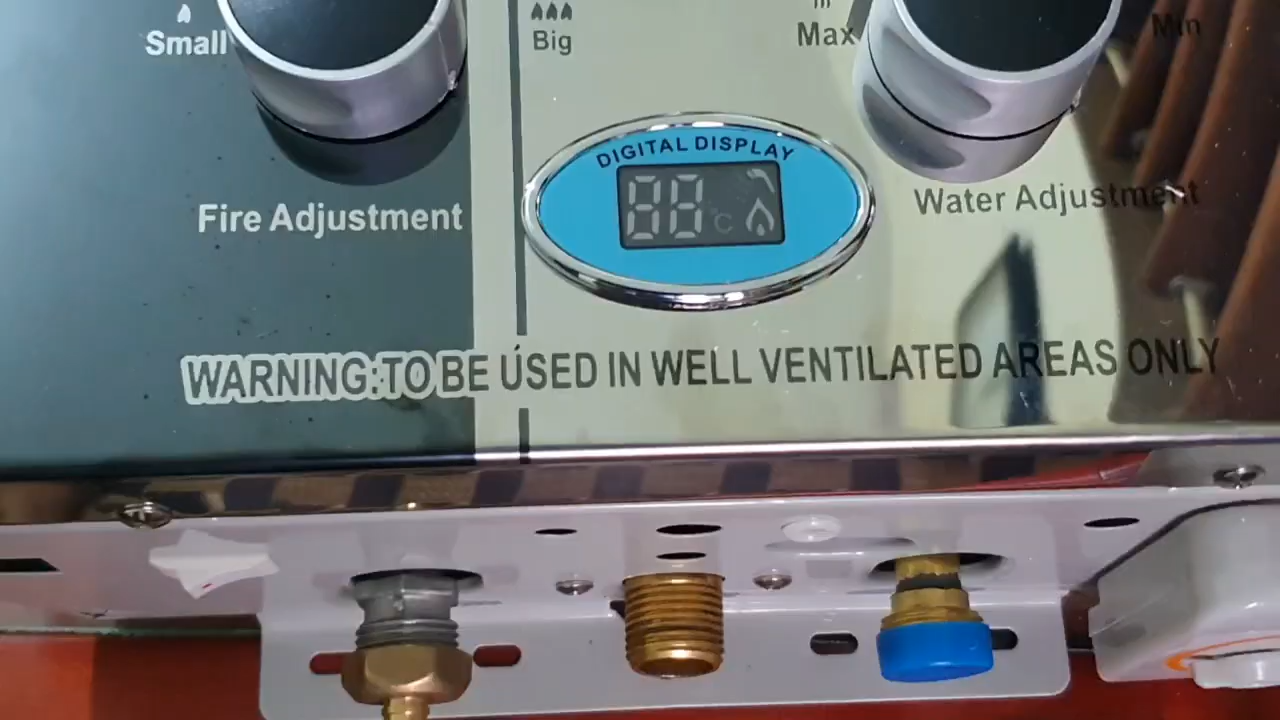 Small
Big
Max
Min
DIGITAL DISPLAY
88 °C
Fire Adjustment
Water Adjustment
WARNING:TO BE USED IN WELL VENTILATED AREAS ONLY